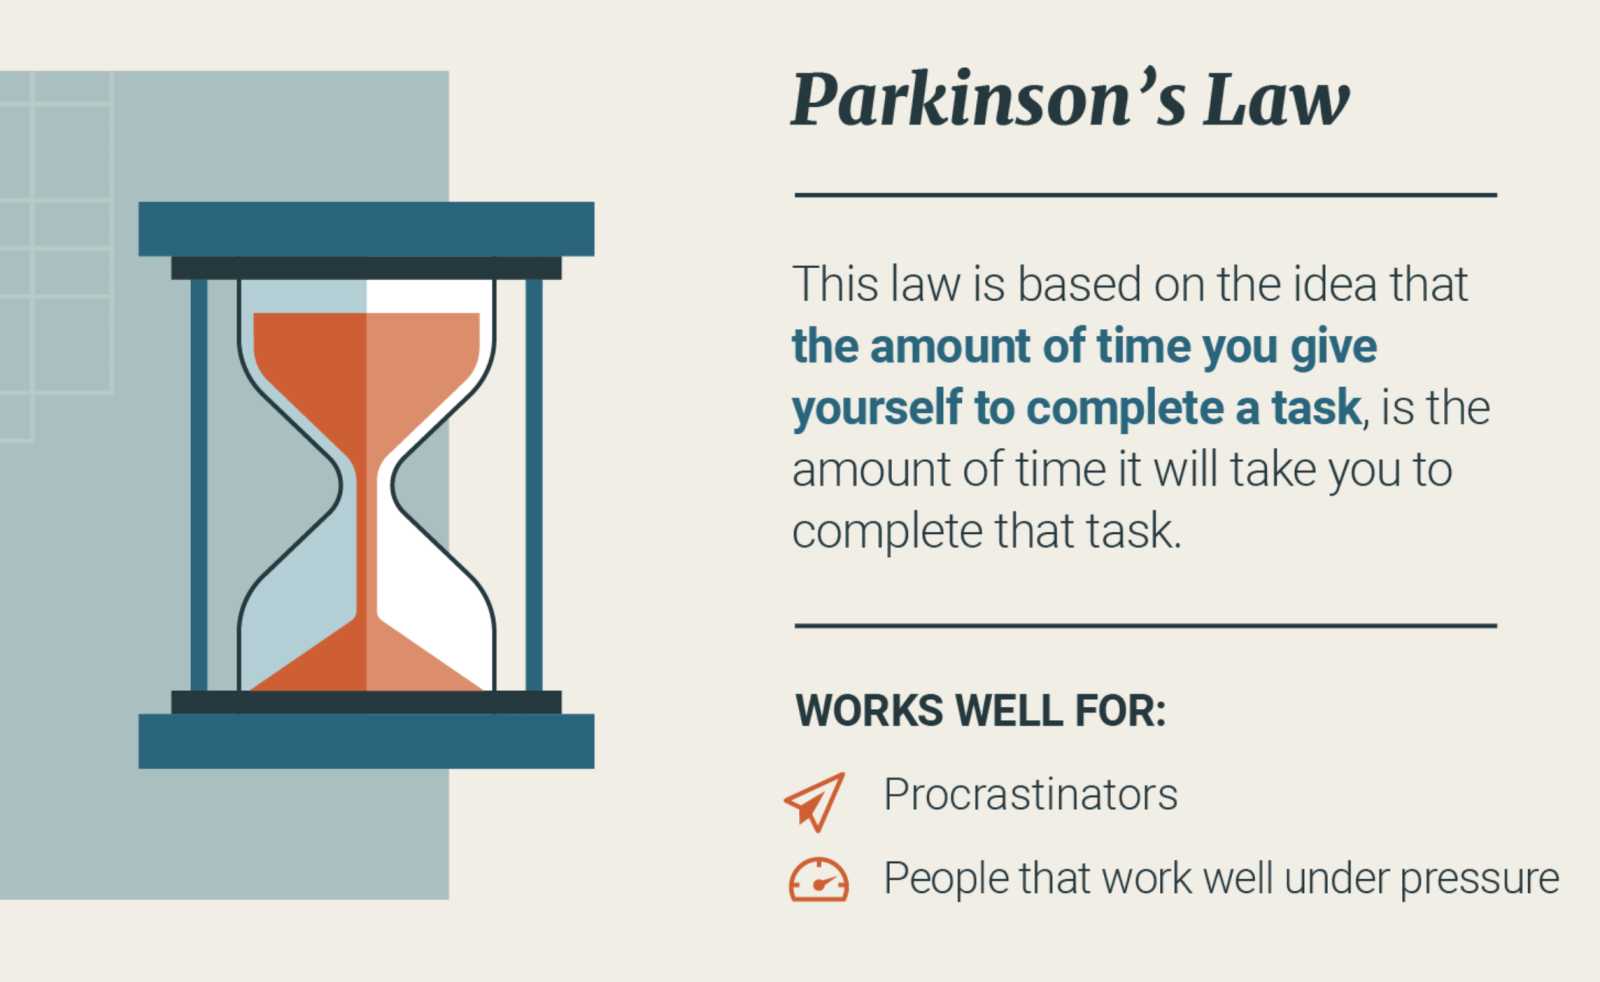 Parkinson’s Law
This law is based on the idea that
the amount of time you give
yourself to complete a task, is the
amount of time it will take you to
complete that task.
WORKS WELL FOR:
Procrastinators
People that work well under pressure